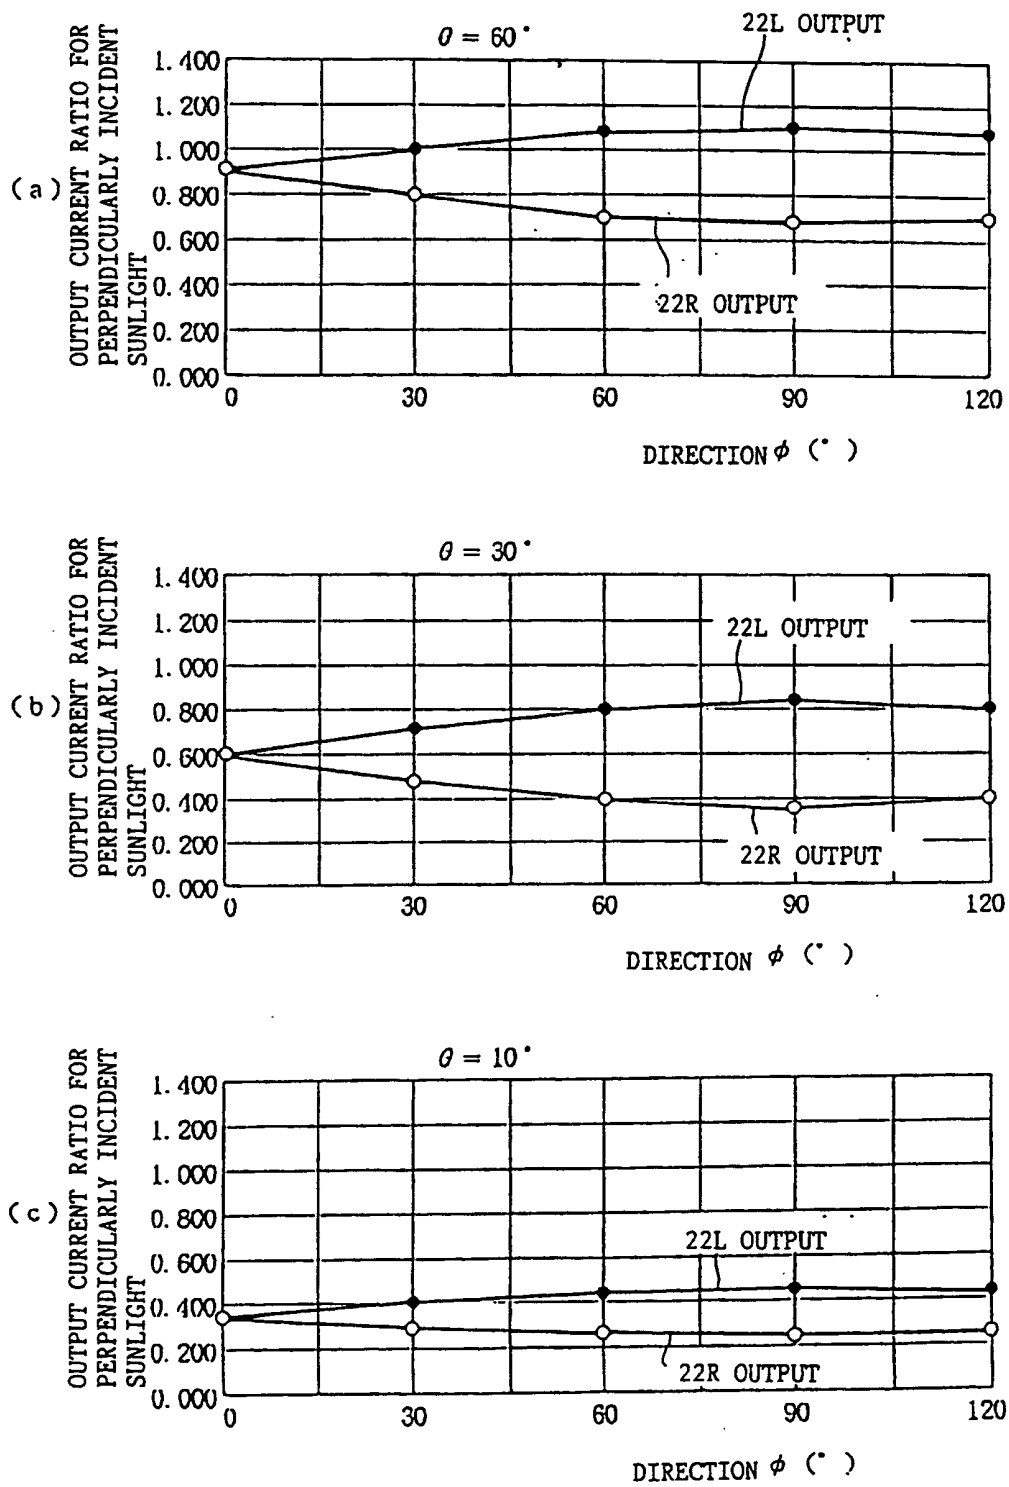 (a)
OUTPUT CURRENT RATIO FOR
PERPENDICULARLY INCIDENT
SUNLIGHT
θ = 60°
22L OUTPUT
1.400
1.200
1.000
0.800
0.600
0.400
0.200
0.000
22R OUTPUT
0 30 60 90 120
DIRECTION ϕ (°)
(b)
OUTPUT CURRENT RATIO FOR
PERPENDICULARLY INCIDENT
SUNLIGHT
θ = 30°
1.400
1.200
1.000
0.800
0.600
0.400
0.200
0.000
22L OUTPUT
22R OUTPUT
0 30 60 90 120
DIRECTION ϕ (°)
(c)
OUTPUT CURRENT RATIO FOR
PERPENDICULARLY INCIDENT
SUNLIGHT
θ = 10°
1.400
1.200
1.000
0.800
0.600
0.400
0.200
0.000
22L OUTPUT
22R OUTPUT
0 30 60 90 120
DIRECTION ϕ (°)